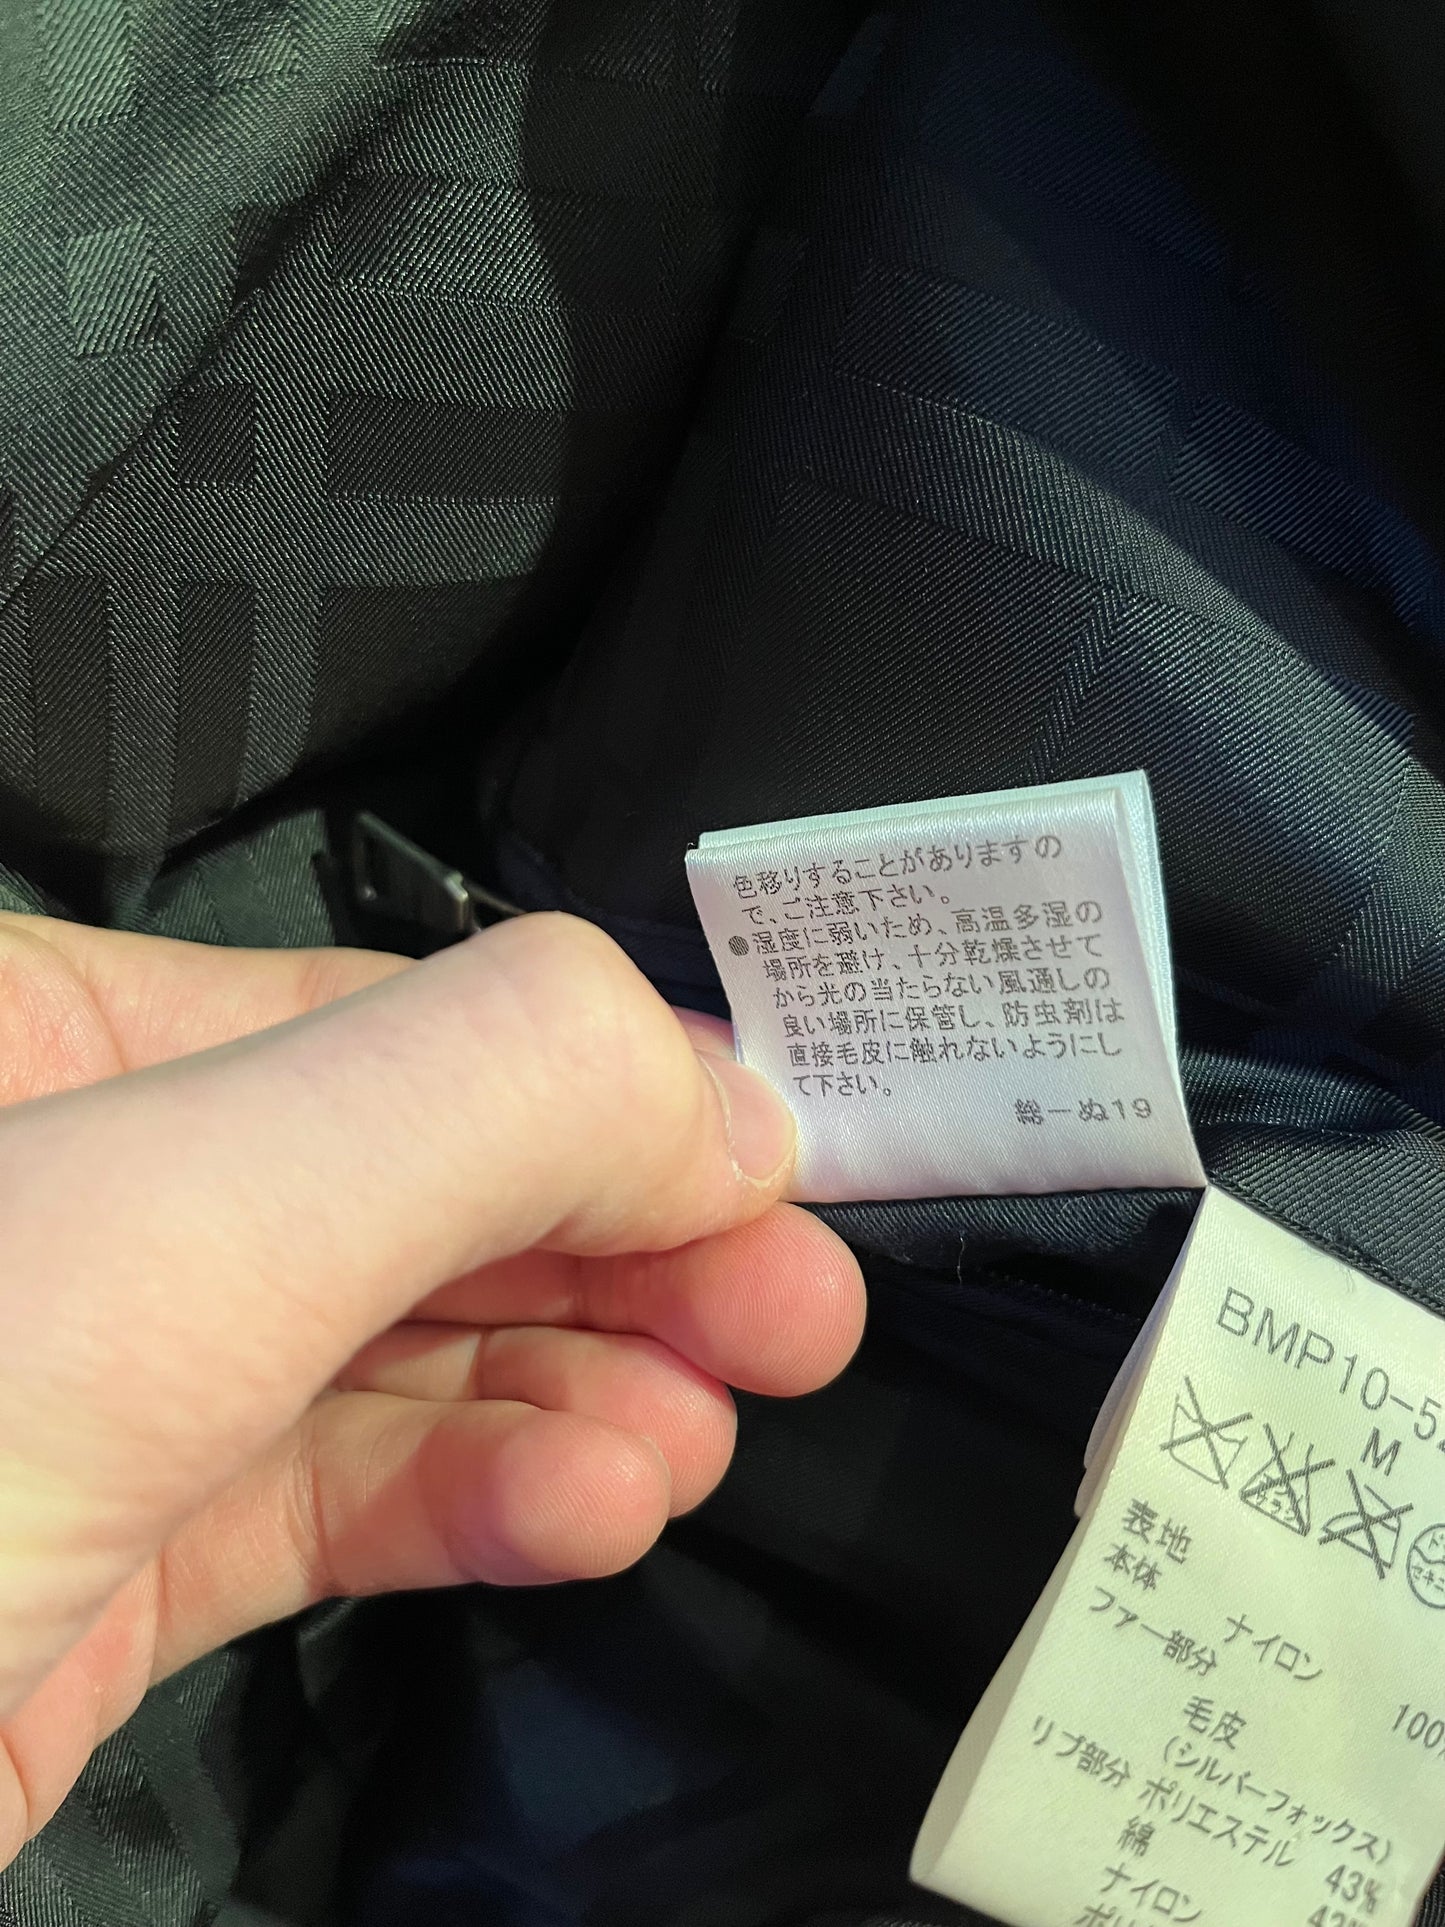 色移りすることがありますの
で、ご注意下さい。
●湿度に弱いため、高温多湿の
場所を避け、十分乾燥させて
から光の当たらない風通しの
良い場所に保管し、防虫剤は
直接毛皮に触れないようにし
て下さい。
ーぬ19
BMP10-52
M
表地
本体
ナイロン
100%
ファー部分
毛皮
(シルバーフォックス)
リブ部分 ポリエステル 43%
綿
ナイロン